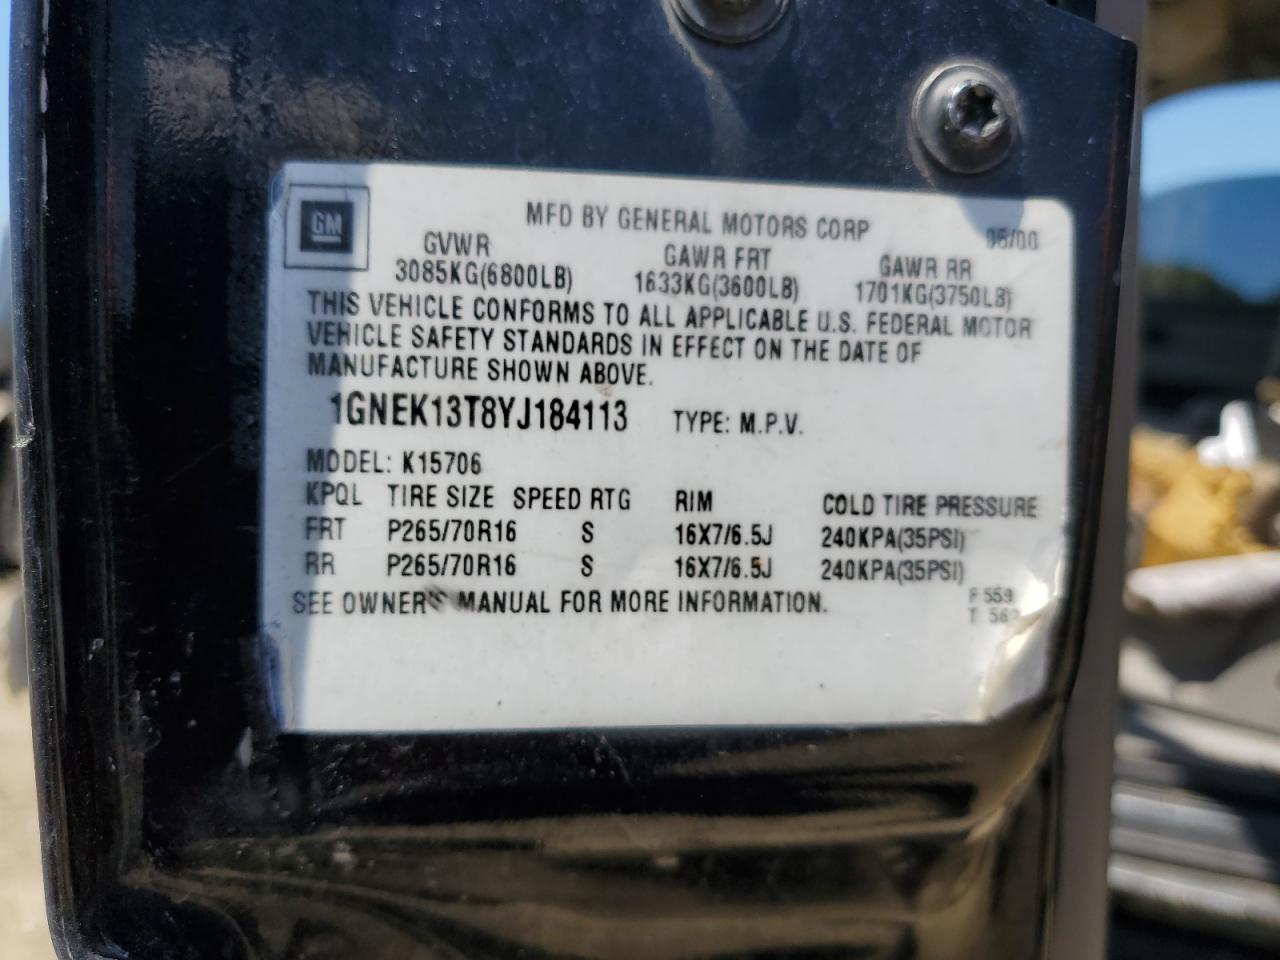 GM
MFD BY GENERAL MOTORS CORP 06/00
GVWR GAWR FRT GAWR RR
3085KG(6800LB) 1633KG(3600LB) 1701KG(3750LB)
THIS VEHICLE CONFORMS TO ALL APPLICABLE U.S. FEDERAL MOTOR
VEHICLE SAFETY STANDARDS IN EFFECT ON THE DATE OF
MANUFACTURE SHOWN ABOVE.
1GNEK13T8YJ184113 TYPE: M.P.V.
MODEL: K15706
KPQL TIRE SIZE SPEED RTG RIM COLD TIRE PRESSURE
FRT P265/70R16 S 16X7/6.5J 240KPA(35PSI)
RR P265/70R16 S 16X7/6.5J 240KPA(35PSI)
SEE OWNER'S MANUAL FOR MORE INFORMATION.
F 559
T